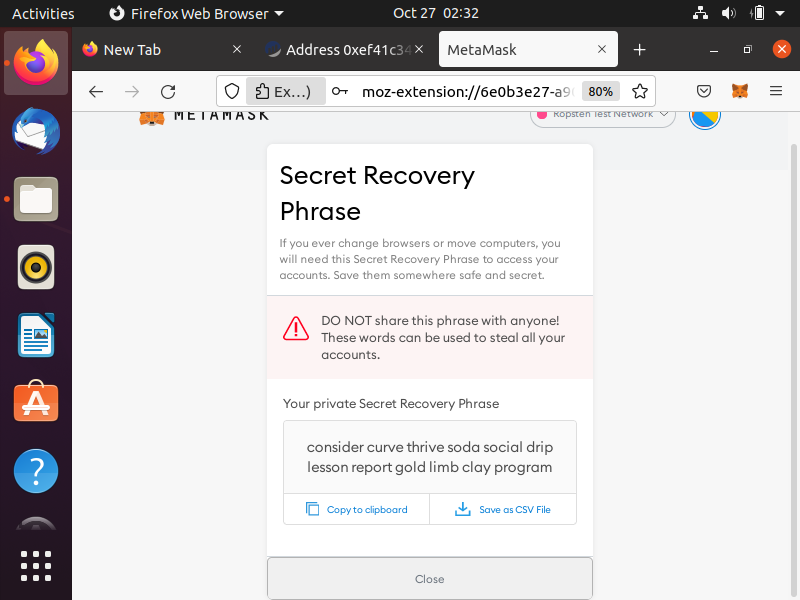 Activities
Firefox Web Browser
Oct 27 02:32
New Tab
Address 0xef41c34
MetaMask
Ex...)
moz-extension://6e0b3e27-a9
80%
METAMASK
Ropsten Test Network
Secret Recovery
Phrase
If you ever change browsers or move computers, you
will need this Secret Recovery Phrase to access your
accounts. Save them somewhere safe and secret.
DO NOT share this phrase with anyone!
These words can be used to steal all your
accounts.
Your private Secret Recovery Phrase
consider curve thrive soda social drip
lesson report gold limb clay program
Copy to clipboard
Save as CSV File
Close